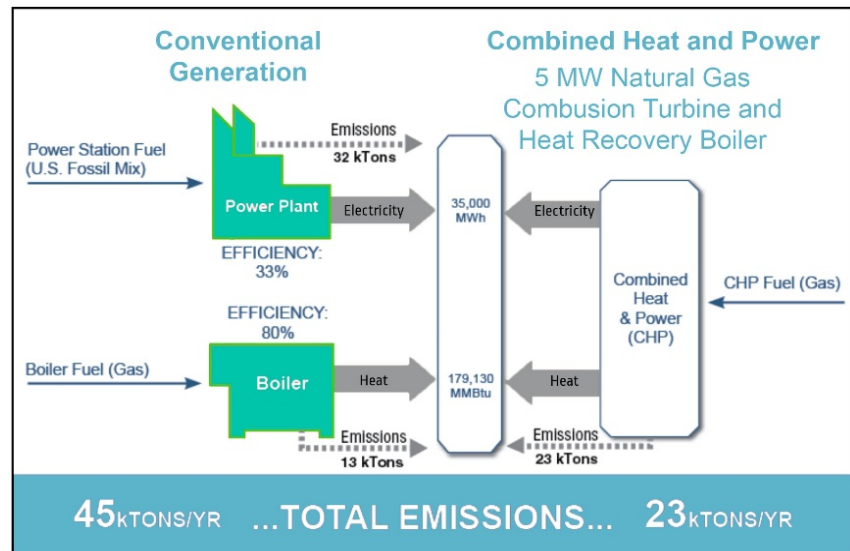 Conventional
Generation
Combined Heat and Power
5 MW Natural Gas
Combusion Turbine and
Heat Recovery Boiler
Power Station Fuel
(U.S. Fossil Mix)
Emissions
32 kTons
Power Plant
Electricity
35,000
MWh
Electricity
EFFICIENCY:
33%
Combined
Heat
& Power
(CHP)
CHP Fuel (Gas)
EFFICIENCY:
80%
Boiler Fuel (Gas)
Boiler
Heat
179,130
MMBtu
Heat
Emissions
13 kTons
Emissions
23 kTons
45kTONS/YR ...TOTAL EMISSIONS... 23kTONS/YR